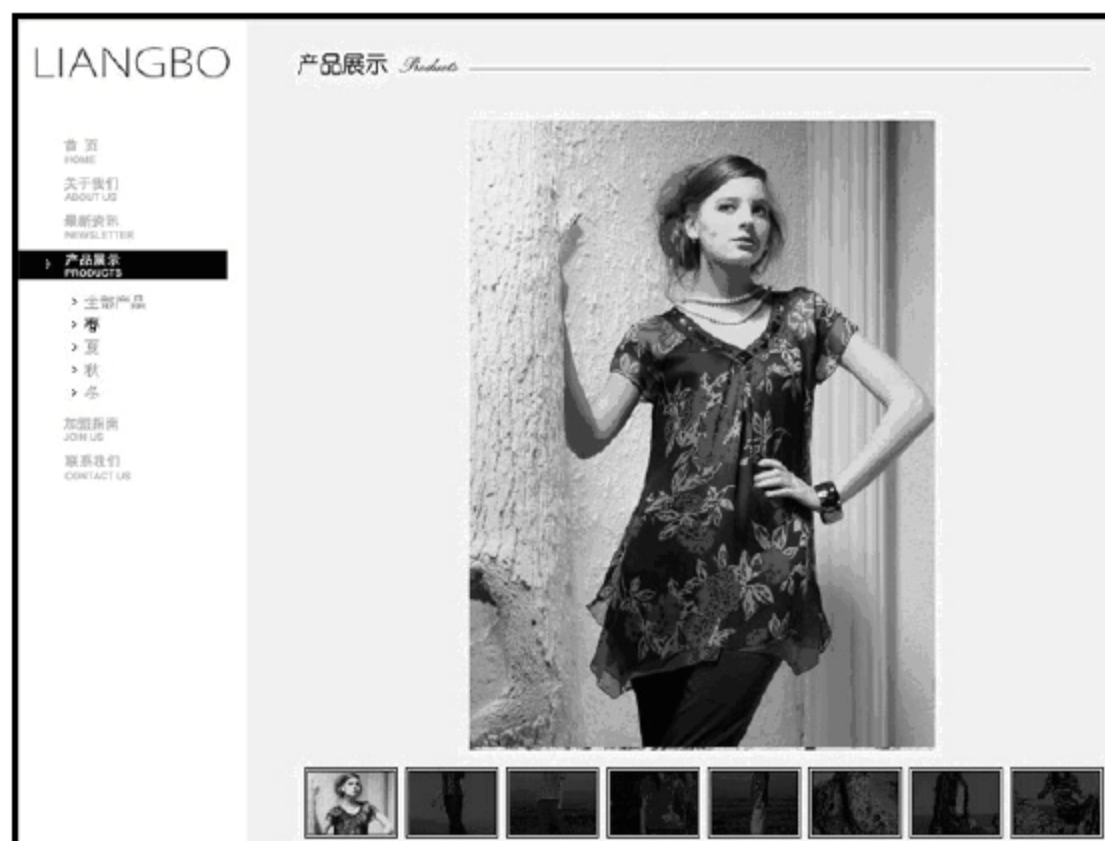 LIANGBO
产品展示 Products
首 页
HOME
关于我们
ABOUT US
最新资讯
NEWSLETTER
产品展示
PRODUCTS
全部产品
春
夏
秋
冬
加盟指南
JOIN US
联系我们
CONTACT US